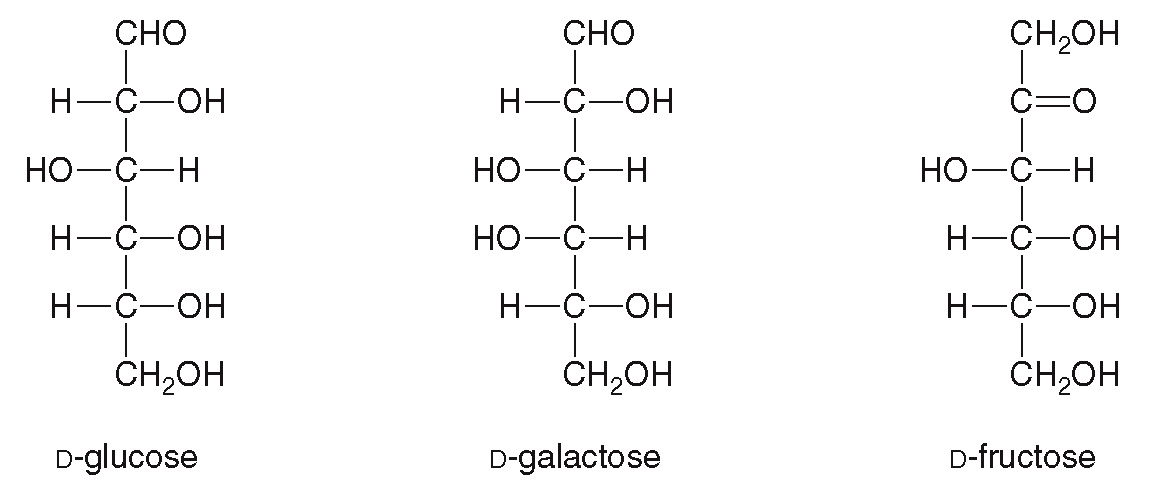 CHO CHO CH₂OH
H—C—OH H—C—OH C=O
HO—C—H HO—C—H HO—C—H
H—C—OH HO—C—H H—C—OH
H—C—OH H—C—OH H—C—OH
CH₂OH CH₂OH CH₂OH
D-glucose D-galactose D-fructose